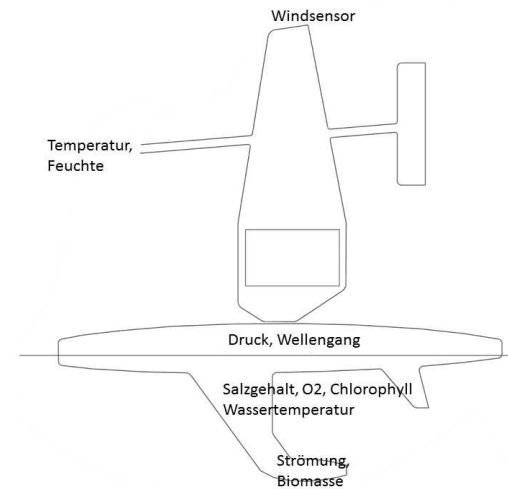 Windsensor
Temperatur,
Feuchte
Druck, Wellengang
Salzgehalt, O2, Chlorophyll
Wassertemperatur
Strömung,
Biomasse